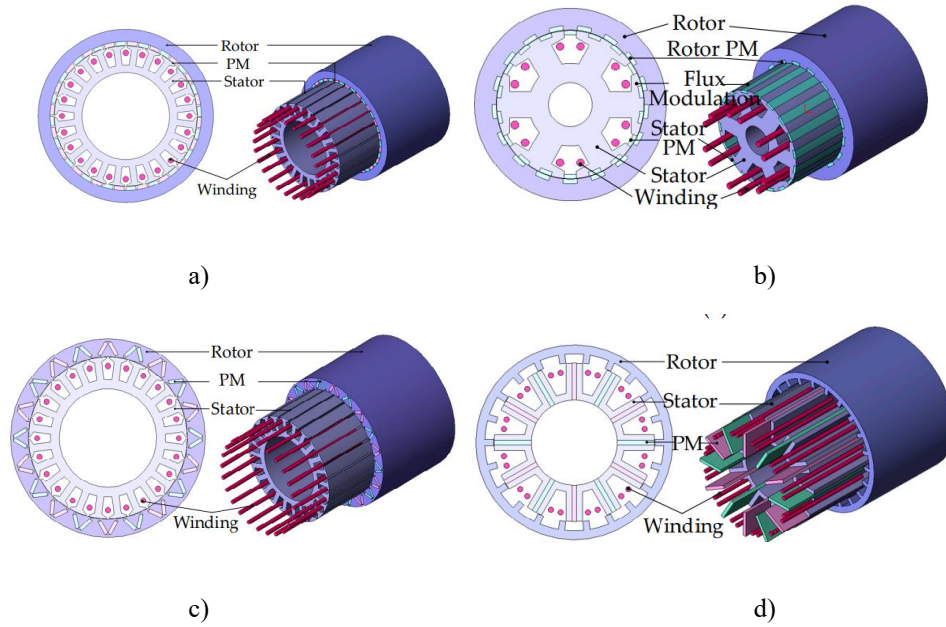 Rotor
PM
Stator
Winding
a)
Rotor
Rotor PM
Flux
Modulation
Stator
PM
Stator
Winding
b)
Rotor
PM
Stator
Winding
c)
Rotor
Stator
PM
Winding
d)